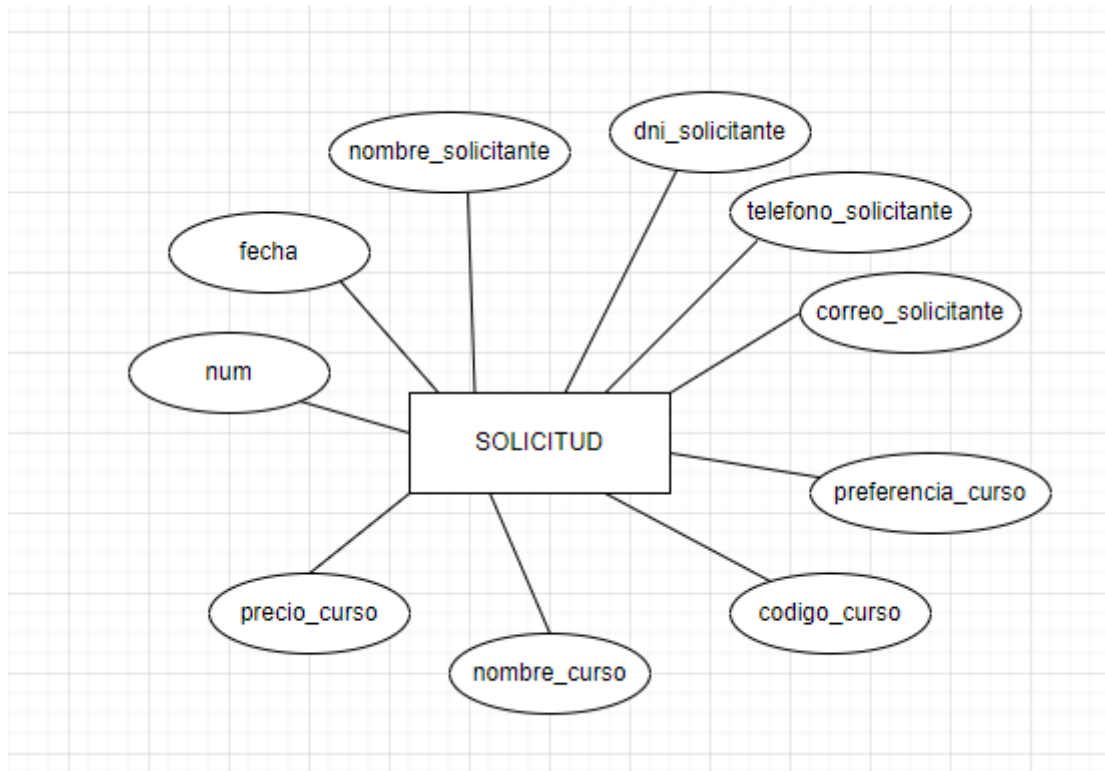 dni_solicitante
nombre_solicitante
telefono_solicitante
fecha
correo_solicitante
num
SOLICITUD
preferencia_curso
precio_curso
codigo_curso
nombre_curso